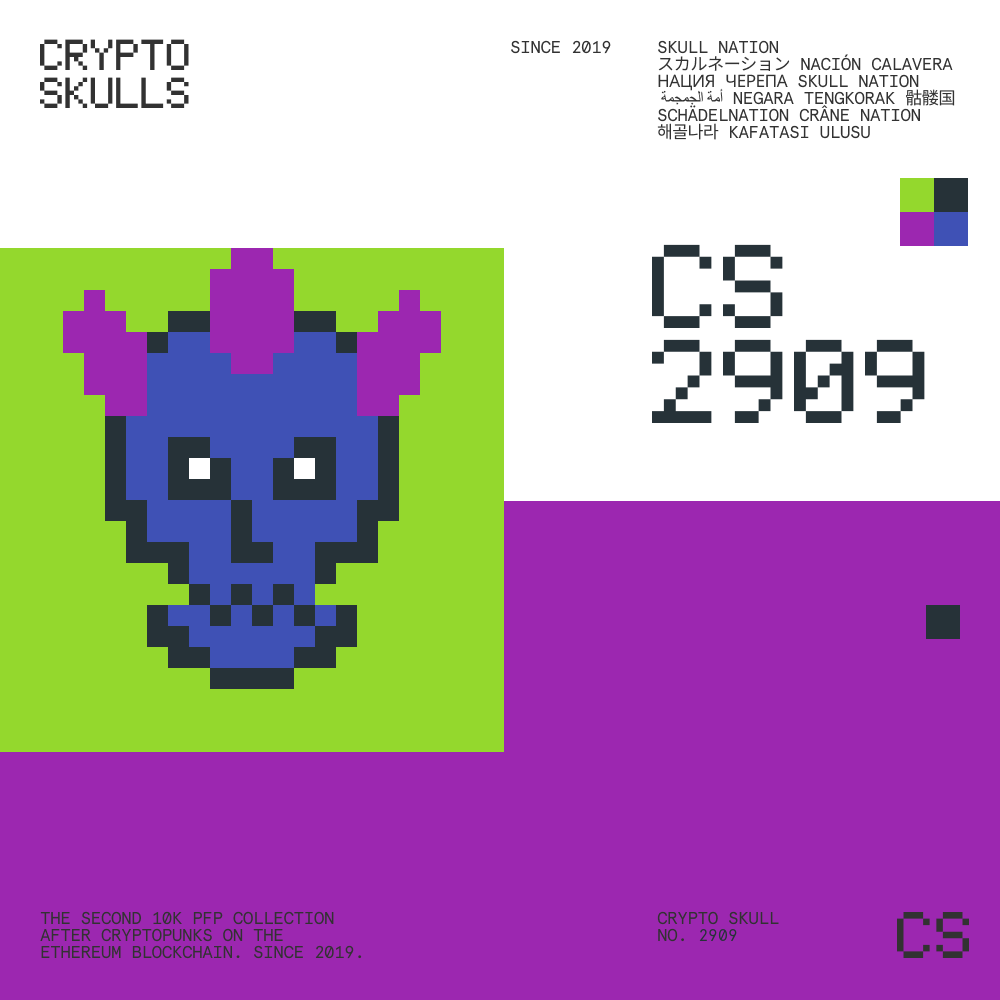 CRYPTO
SKULLS
SINCE 2019
SKULL NATION
スカルネーション NACIÓN CALAVERA
НАЦИЯ ЧЕРЕПА SKULL NATION
أمة الجمجمة NEGARA TENGKORAK 骷髅国
SCHÄDELNATION CRÂNE NATION
해골나라 KAFATASI ULUSU
CS
2909
THE SECOND 10K PFP COLLECTION
AFTER CRYPTOPUNKS ON THE
ETHEREUM BLOCKCHAIN. SINCE 2019.
CRYPTO SKULL
NO. 2909
CS